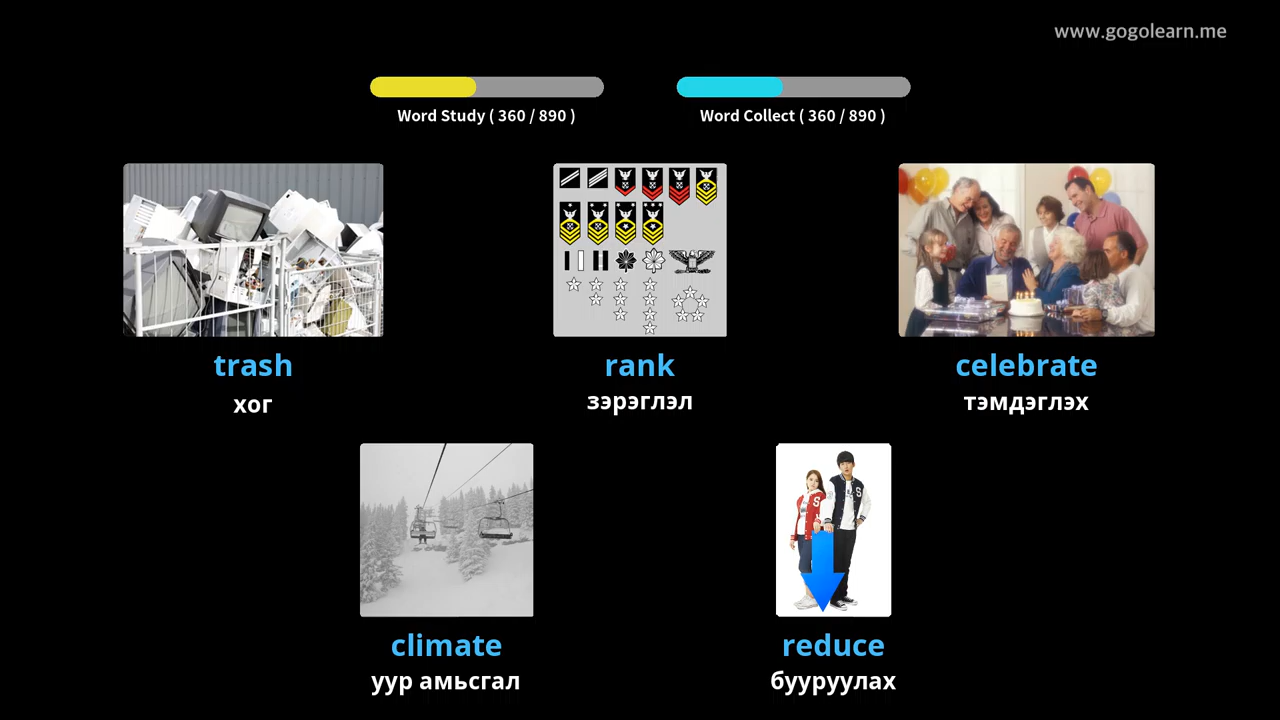 www.gogolearn.me
Word Study ( 360 / 890 )
Word Collect ( 360 / 890 )
trash
хог
rank
зэрэглэл
celebrate
тэмдэглэх
climate
уур амьсгал
reduce
бууруулах